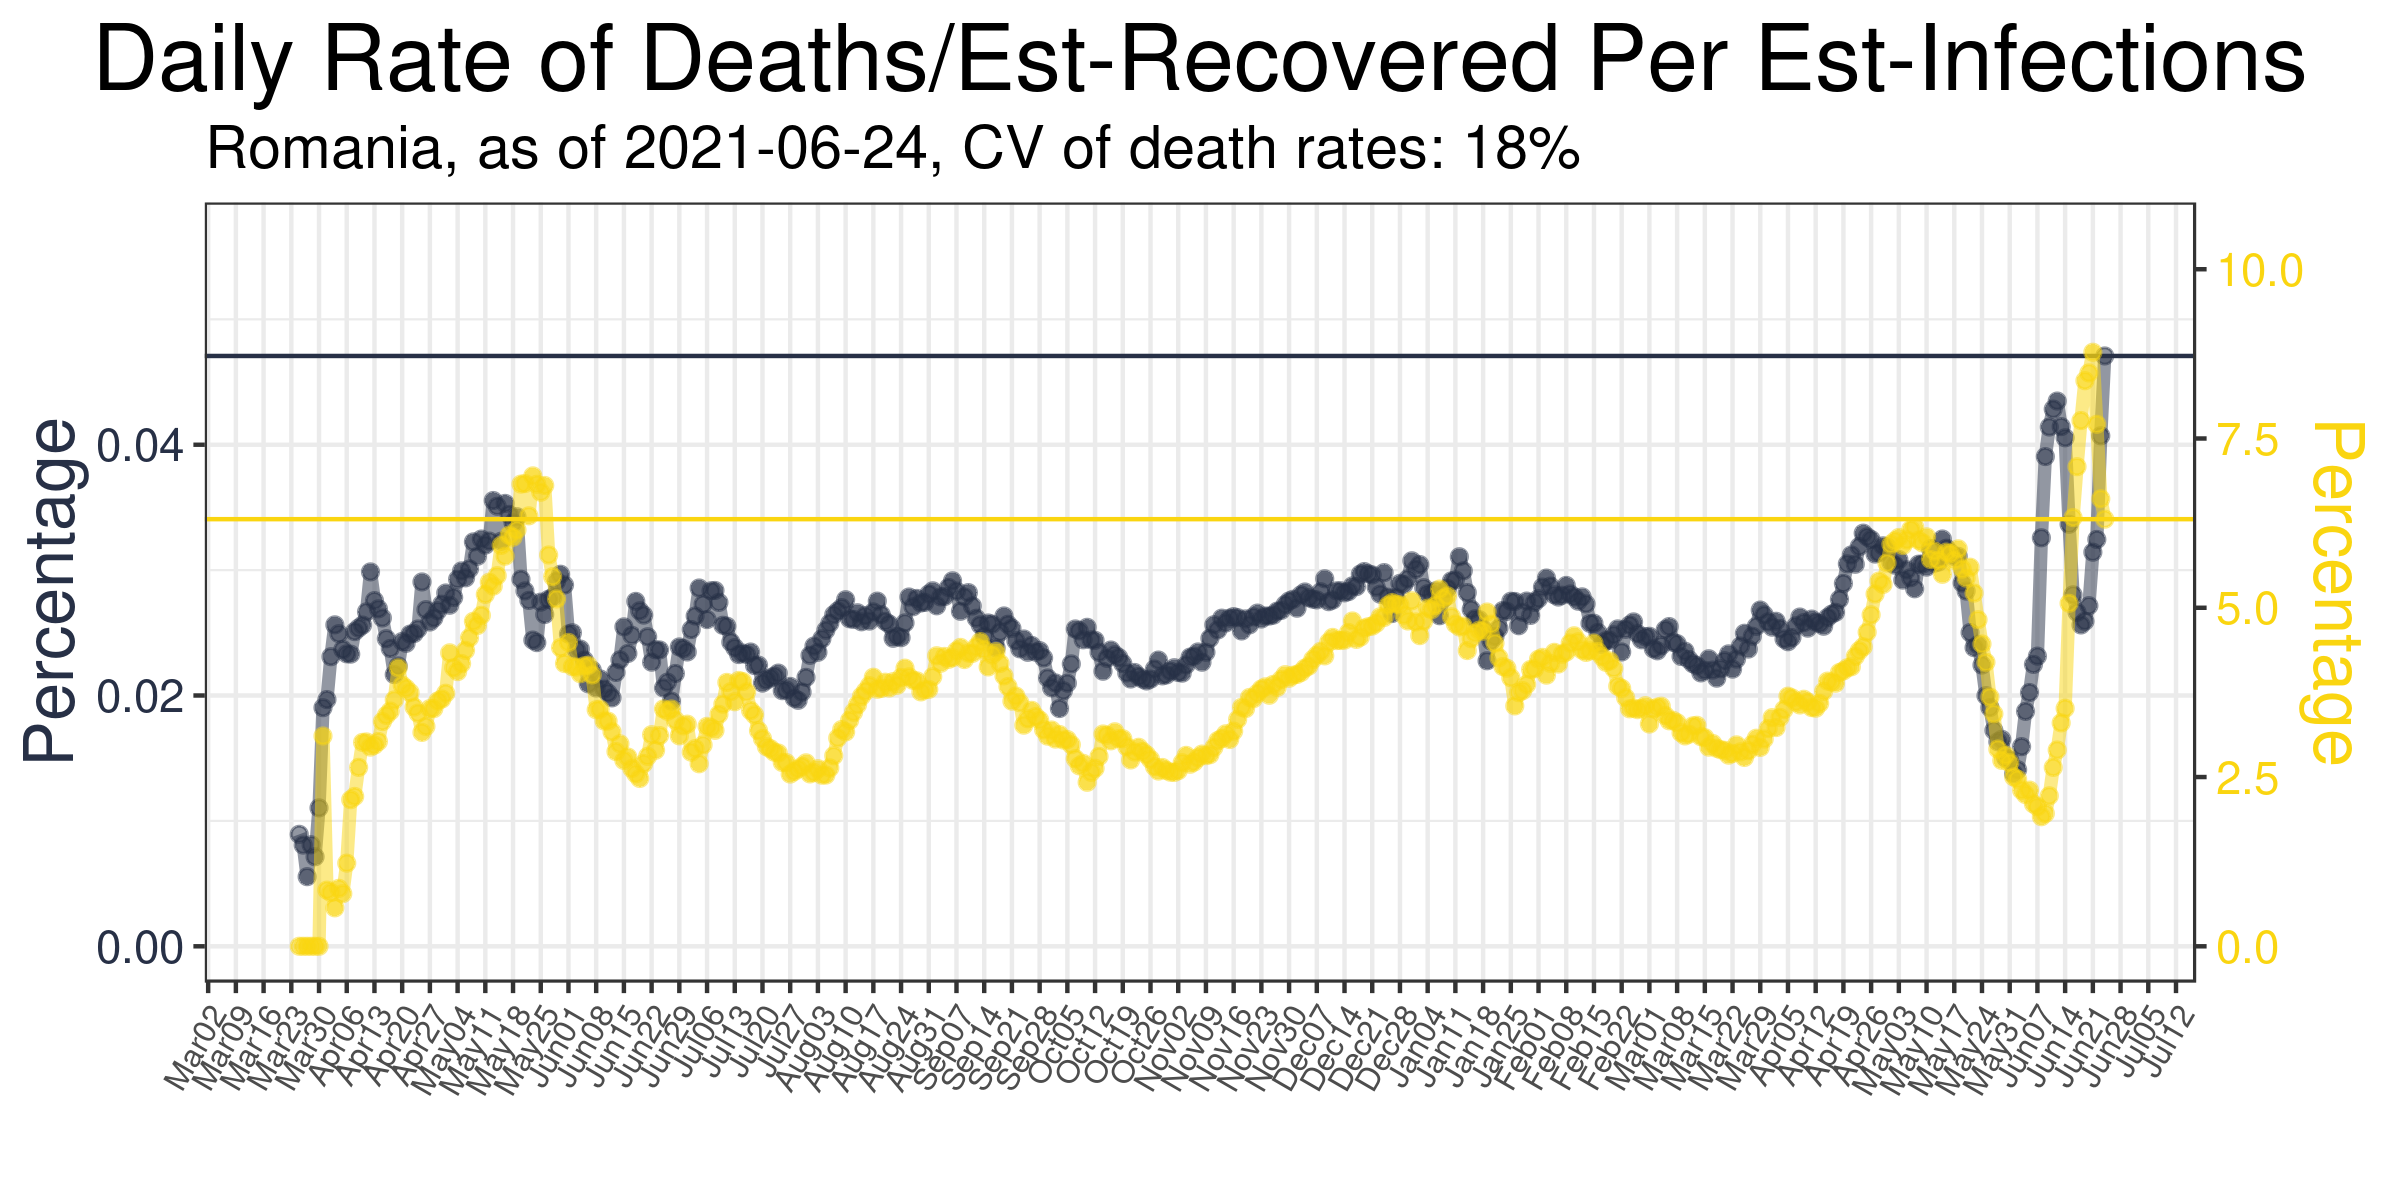 Daily Rate of Deaths/Est-Recovered Per Est-Infections
Romania, as of 2021-06-24, CV of death rates: 18%
Percentage
0.04
0.02
0.00
10.0
7.5
5.0
2.5
0.0
Percentage
Mar02
Mar09
Mar16
Mar23
Mar30
Apr06
Apr13
Apr20
Apr27
May04
May11
May18
May25
Jun01
Jun08
Jun15
Jun22
Jun29
Jul06
Jul13
Jul20
Jul27
Aug03
Aug10
Aug17
Aug24
Aug31
Sep07
Sep14
Sep21
Sep28
Oct05
Oct12
Oct19
Oct26
Nov02
Nov09
Nov16
Nov23
Nov30
Dec07
Dec14
Dec21
Dec28
Jan04
Jan11
Jan18
Jan25
Feb01
Feb08
Feb15
Feb22
Mar01
Mar08
Mar15
Mar22
Mar29
Apr05
Apr12
Apr19
Apr26
May03
May10
May17
May24
May31
Jun07
Jun14
Jun21
Jun28
Jul05
Jul12